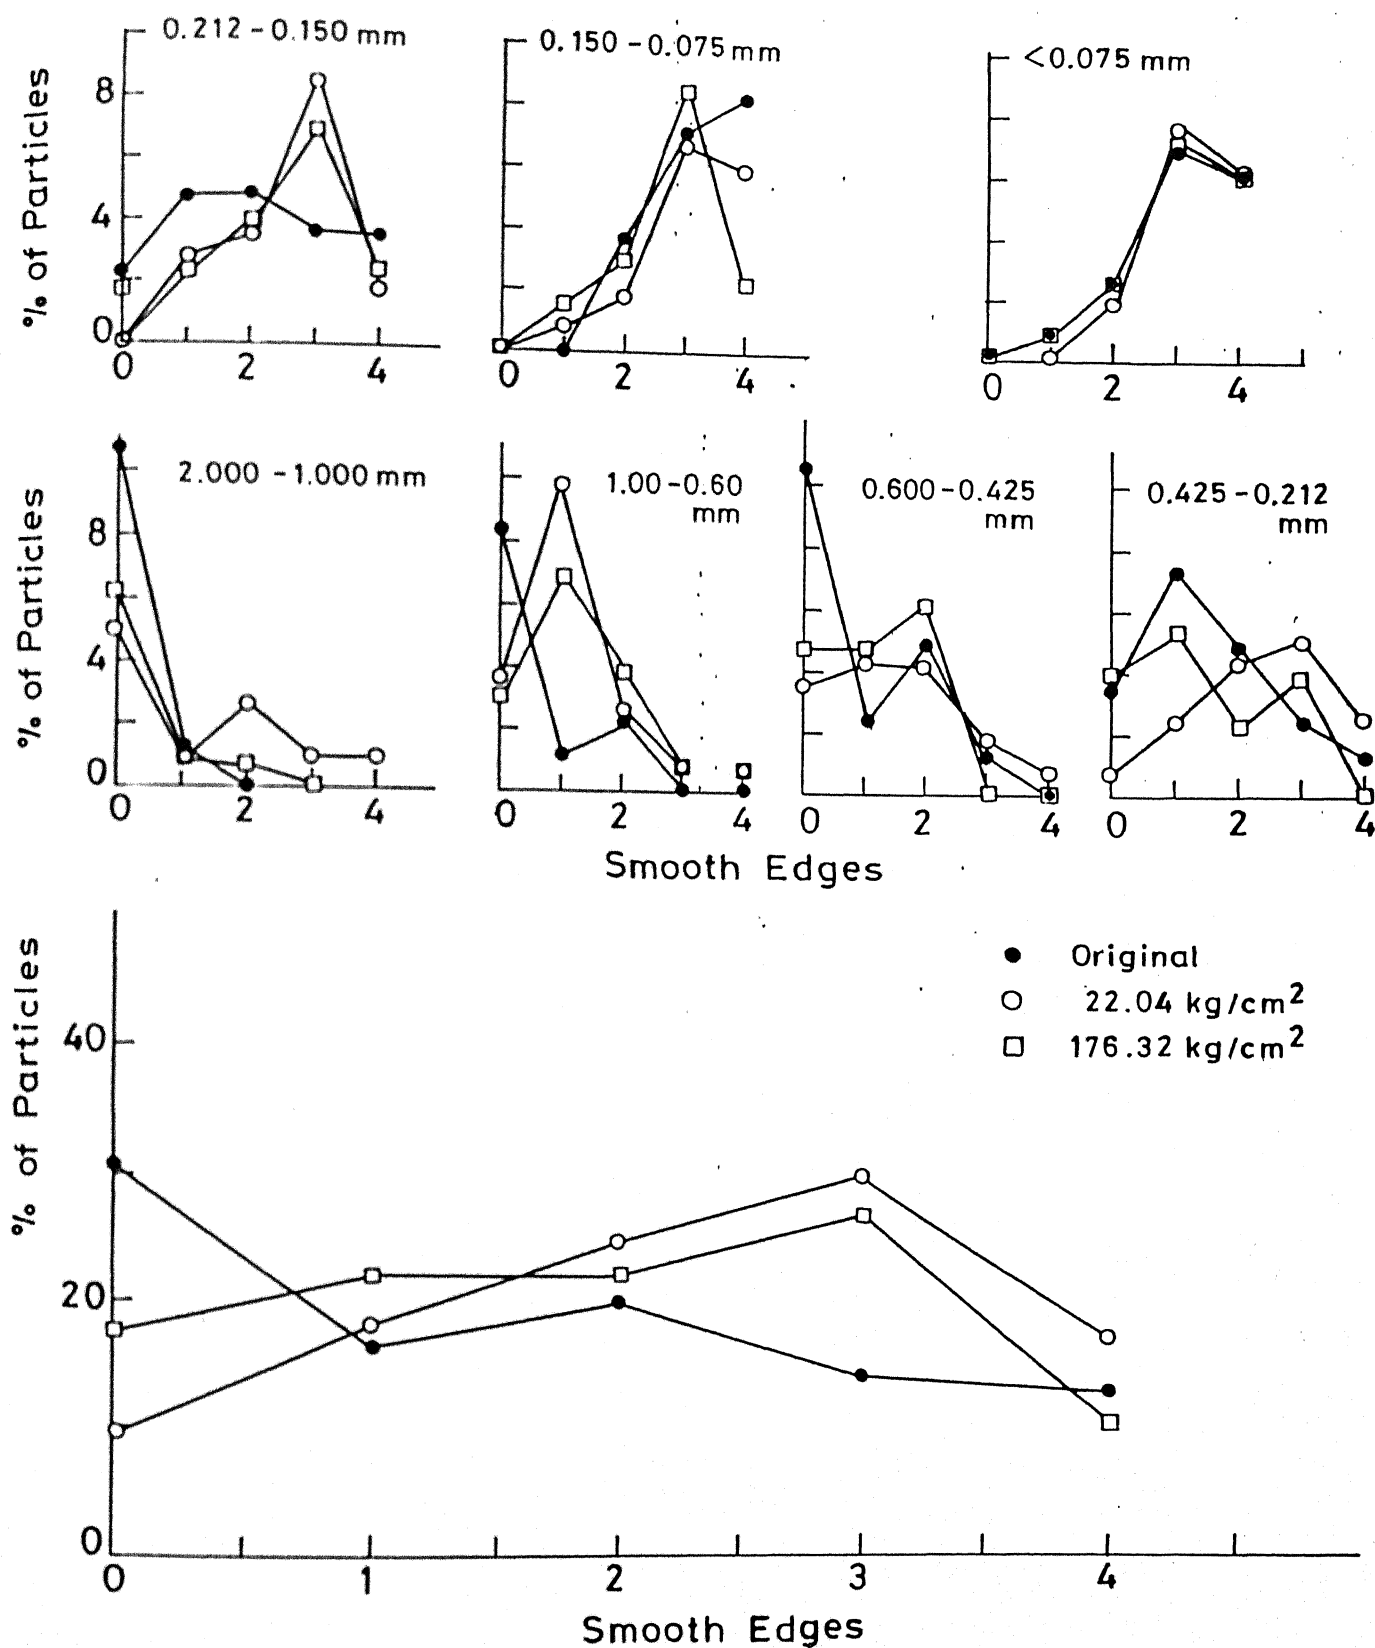 0.212 - 0.150 mm
% of Particles
8
4
0
0 2 4
0.150 - 0.075 mm
0 2 4
<0.075 mm
0 2 4
2.000 - 1.000 mm
% of Particles
8
4
0
0 2 4
1.00 - 0.60
mm
0 2 4
0.600 - 0.425
mm
0 2 4
0.425 - 0.212
mm
0 2 4
Smooth Edges
% of Particles
40
20
0
0 1 2 3 4
Original
22.04 kg/cm²
176.32 kg/cm²
Smooth Edges